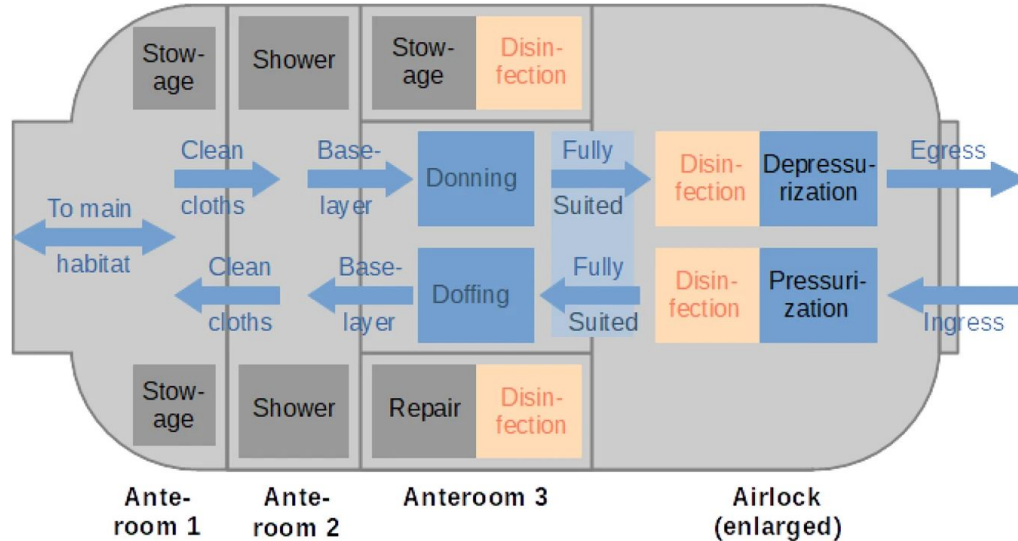 Stow-
age
Shower
Stow-
age
Disin-
fection
Clean
cloths
Base-
layer
Donning
Fully
Suited
Disin-
fection
Depressu-
rization
Egress
To main
habitat
Clean
cloths
Base-
layer
Doffing
Fully
Suited
Disin-
fection
Pressuri-
zation
Ingress
Stow-
age
Shower
Repair
Disin-
fection
Ante-
room 1
Ante-
room 2
Anteroom 3
Airlock
(enlarged)